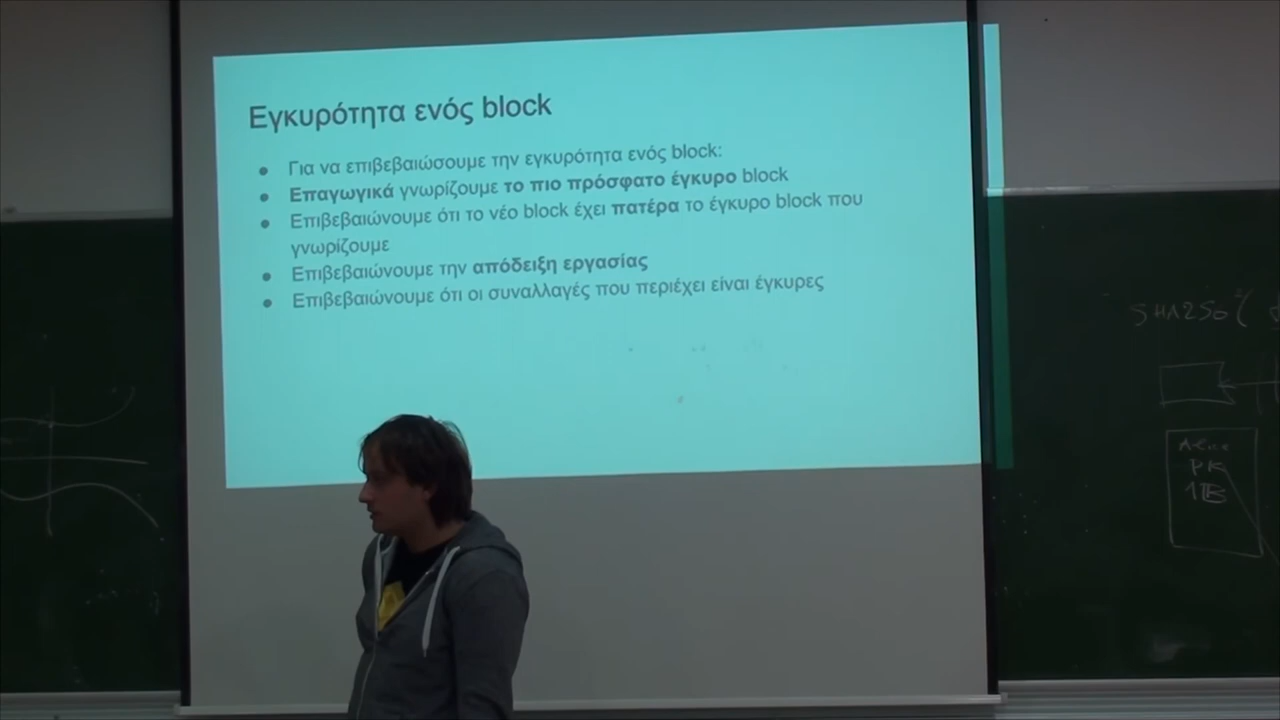 Εγκυρότητα ενός block
● Για να επιβεβαιώσουμε την εγκυρότητα ενός block:
● Επαγωγικά γνωρίζουμε το πιο πρόσφατο έγκυρο block
● Επιβεβαιώνουμε ότι το νέο block έχει πατέρα το έγκυρο block που
γνωρίζουμε
● Επιβεβαιώνουμε την απόδειξη εργασίας
● Επιβεβαιώνουμε ότι οι συναλλαγές που περιέχει είναι έγκυρες
PK
1B